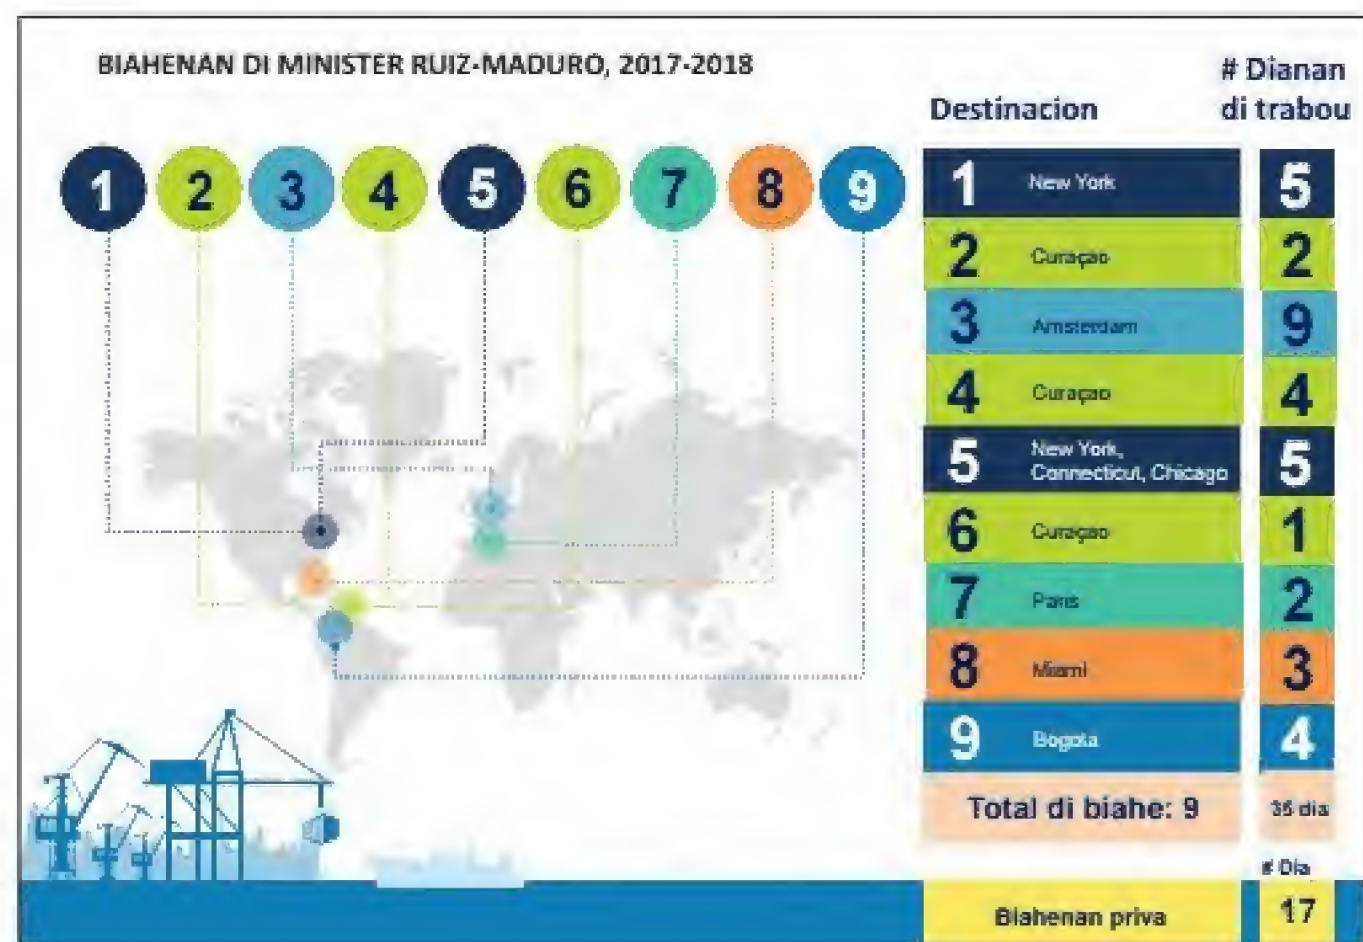 BIAHENAN DI MINISTER RUIZ-MADURO, 2017-2018
1 2 3 4 5 6 7 8 9
Destinacion
# Dianan
di trabou
1 New York 5
2 Curaçao 2
3 Amsterdam 9
4 Curaçao 4
5 New York,
Connecticut, Chicago 5
6 Curaçao 1
7 Paris 2
8 Miami 3
9 Bogota 4
Total di biahe: 9 35 dia
# Dia
Biahenan priva 17